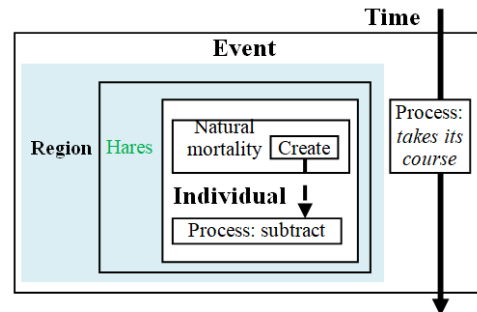 Time
Event
Process:
takes its
course
Region
Hares
Natural
mortality
Create
Individual
Process: subtract